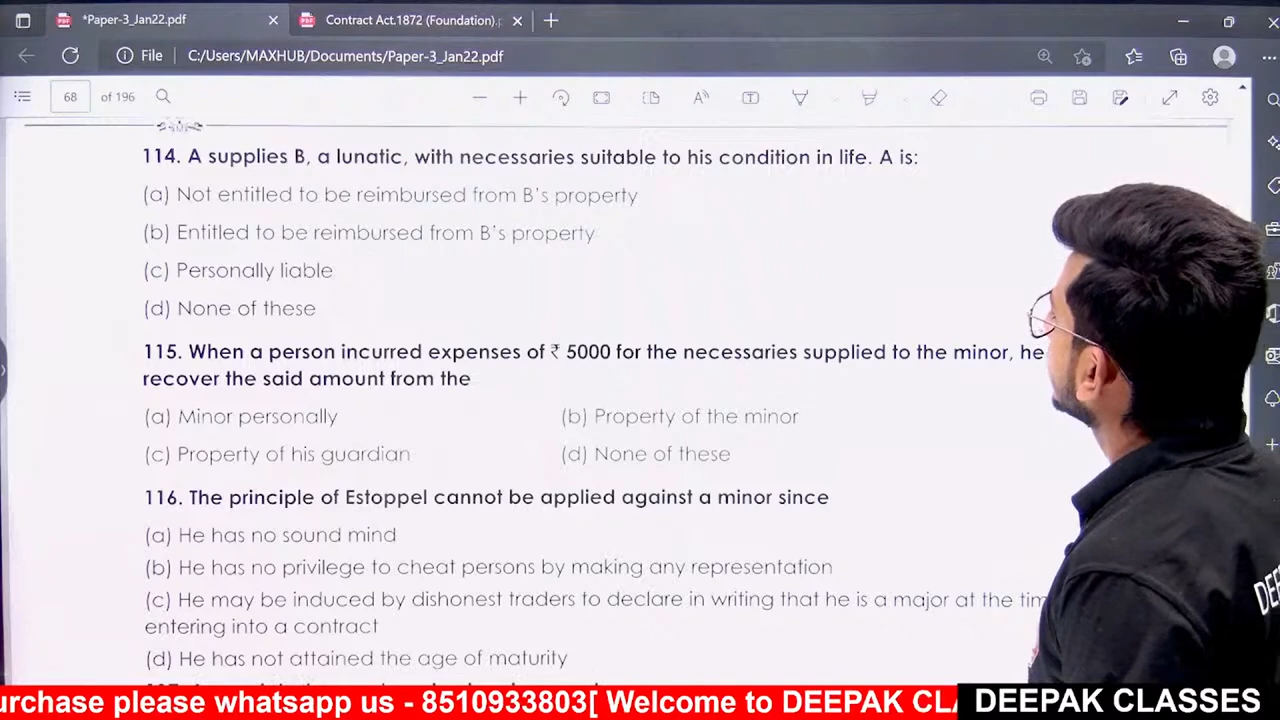 *Paper-3_Jan22.pdf
Contract Act.1872 (Foundation).
File
C:/Users/MAXHUB/Documents/Paper-3_Jan22.pdf
68 of 196
114. A supplies B, a lunatic, with necessaries suitable to his condition in life. A is:
(a) Not entitled to be reimbursed from B's property
(b) Entitled to be reimbursed from B's property
(c) Personally liable
(d) None of these
115. When a person incurred expenses of ₹ 5000 for the necessaries supplied to the minor, he
recover the said amount from the
(a) Minor personally (b) Property of the minor
(c) Property of his guardian (d) None of these
116. The principle of Estoppel cannot be applied against a minor since
(a) He has no sound mind
(b) He has no privilege to cheat persons by making any representation
(c) He may be induced by dishonest traders to declare in writing that he is a major at the
entering into a contract
(d) He has not attained the age of maturity
urchase please whatsapp us - 8510933803[ Welcome to DEEPAK CLA
DEEPAK CLASSES